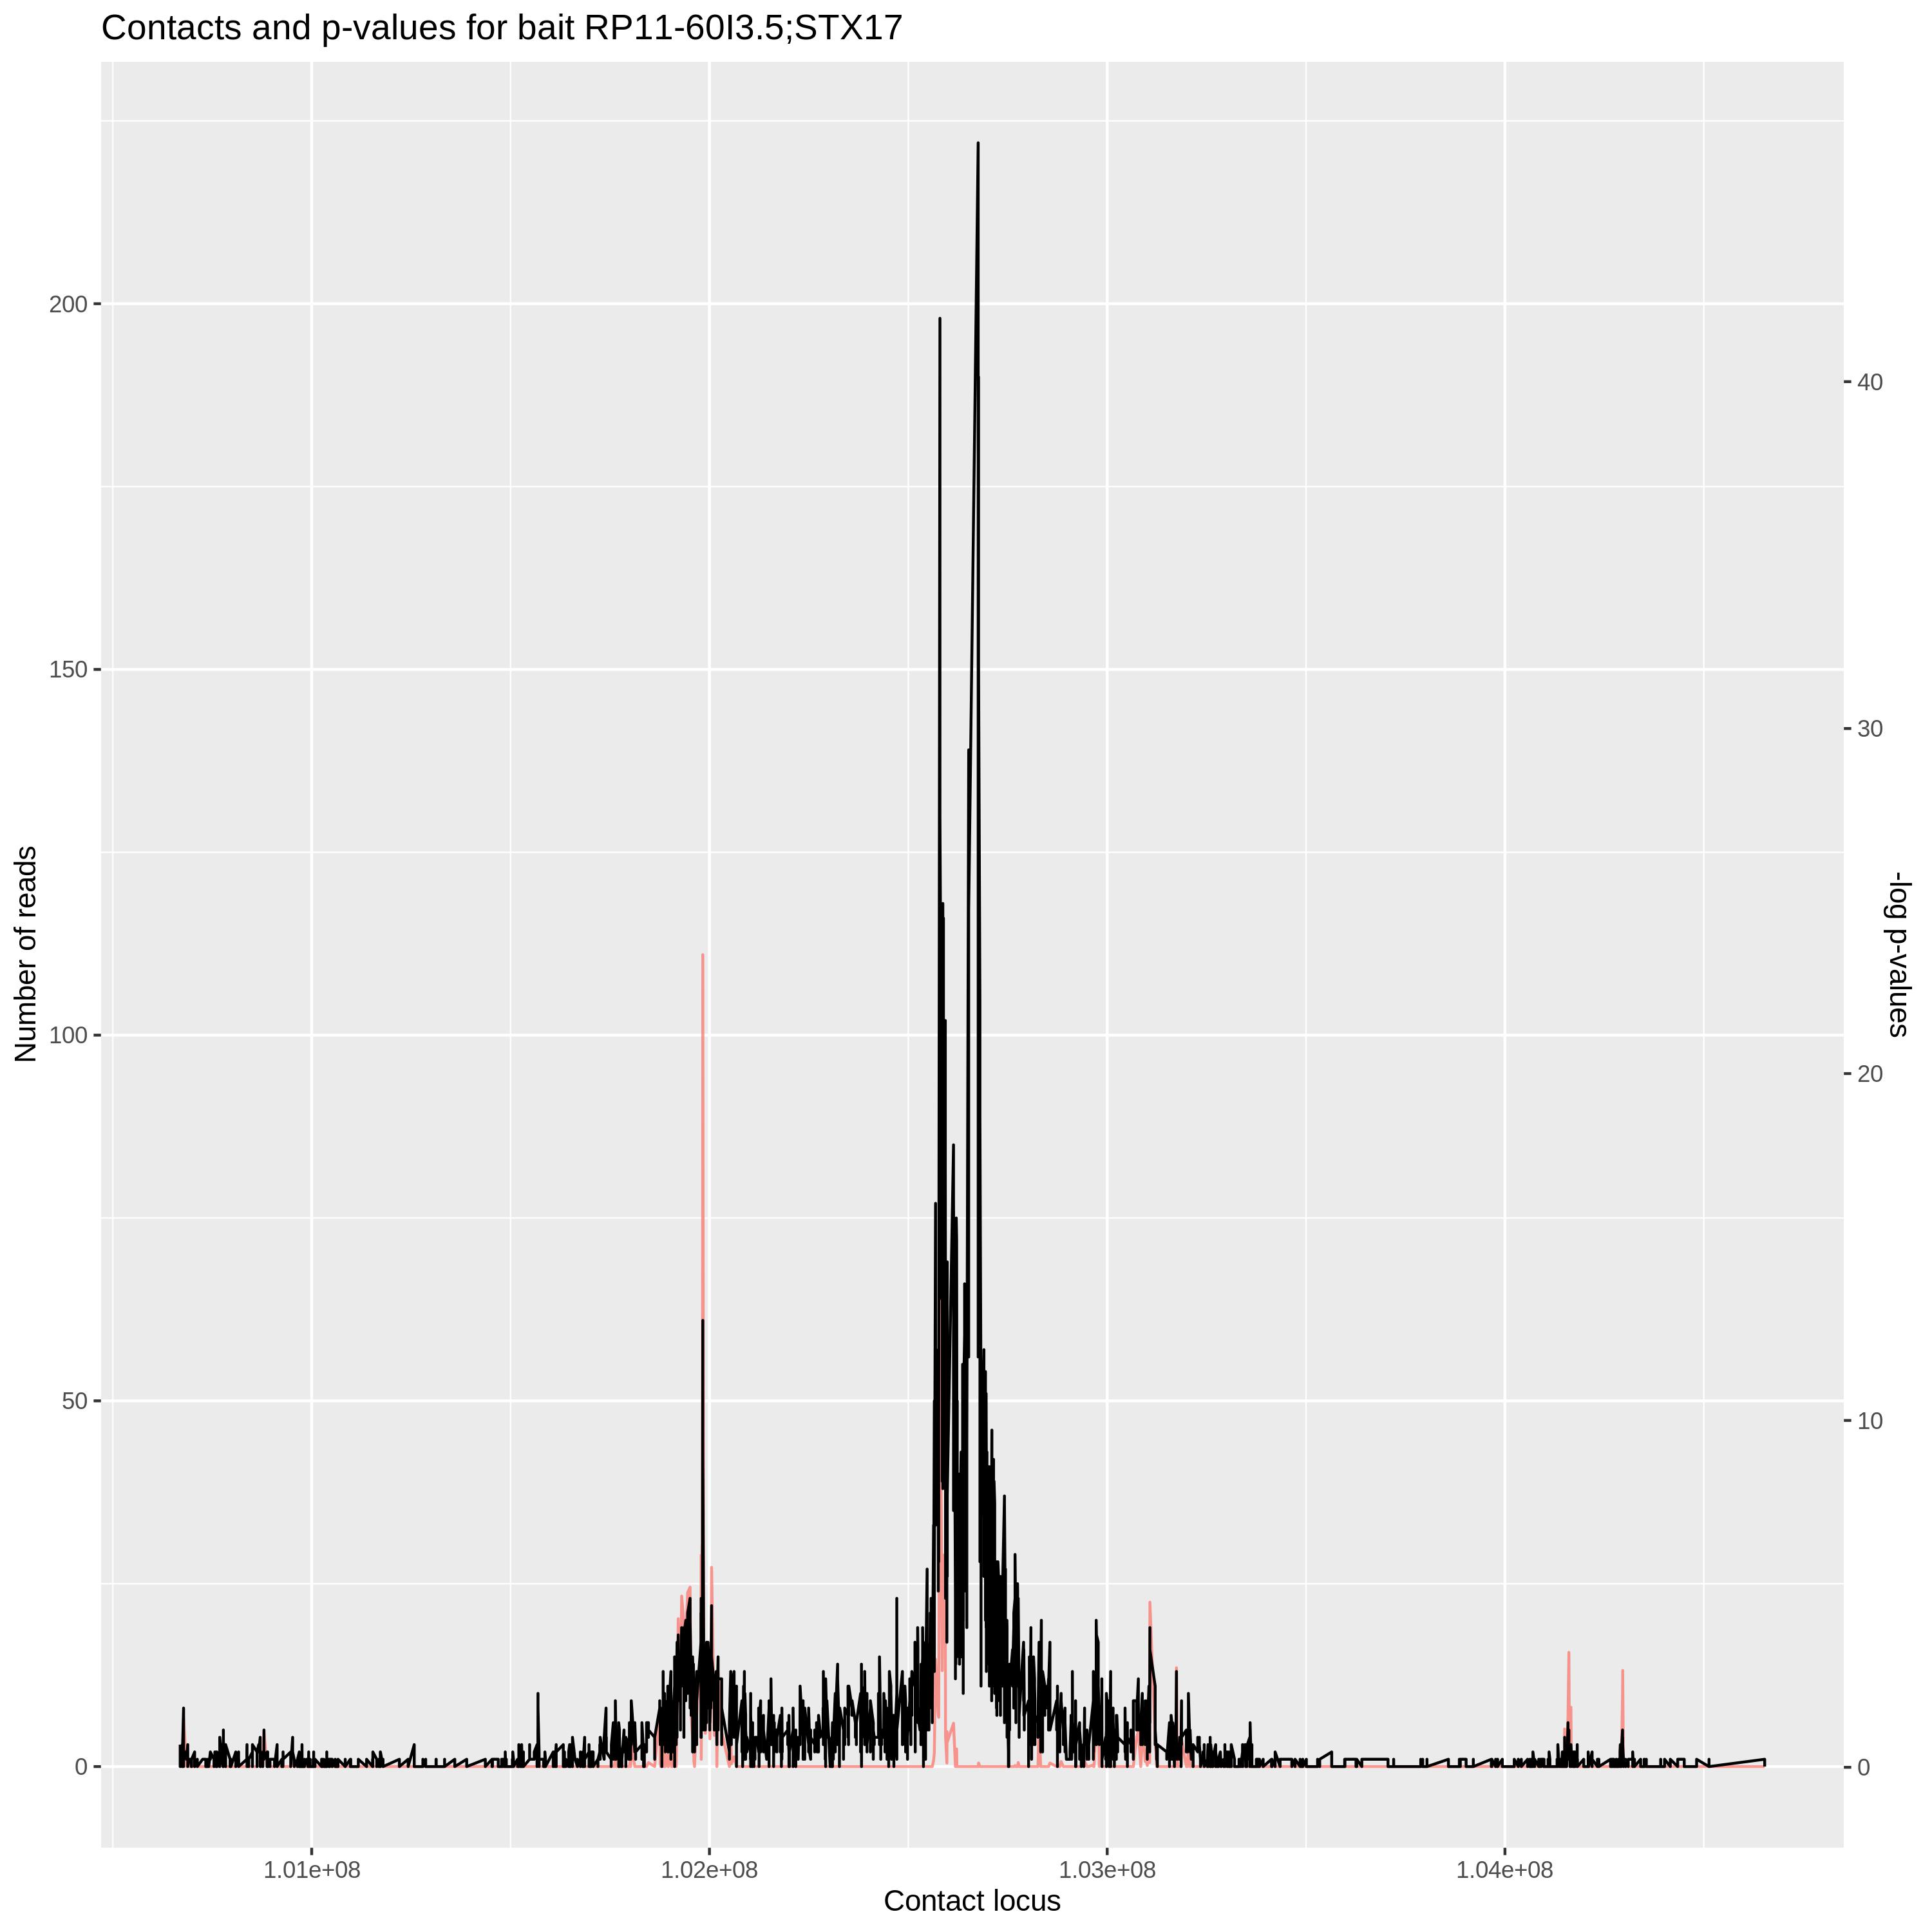 Contacts and p-values for bait RP11-60I3.5;STX17
Number of reads
200
150
100
50
0
40
30
20
10
0
-log p-values
1.01e+08
1.02e+08
1.03e+08
1.04e+08
Contact locus